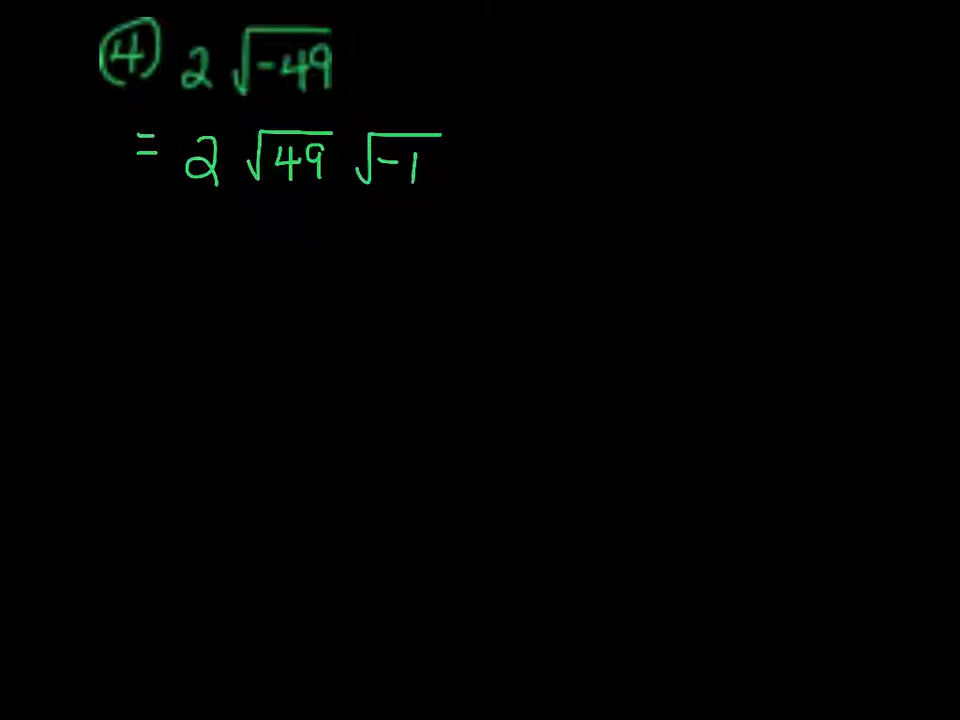 ④ 2 √-49
= 2 √49 √-1